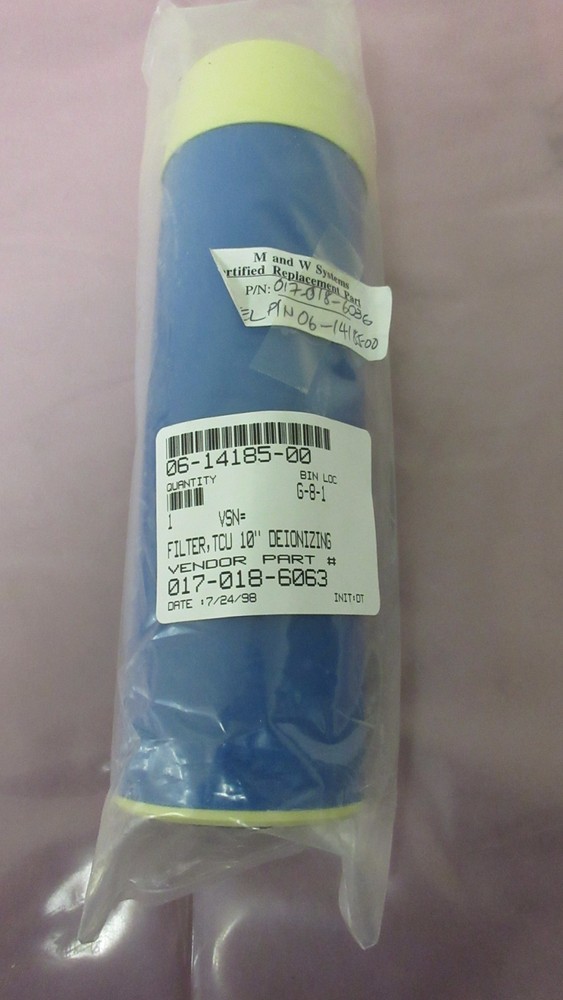 M and W Systems
ertified Replacement Part
P/N: 017-018-6036
EL P/N 06-14185-00
06-14185-00
QUANTITY
BIN LOC
G-8-1
1 VSN=
FILTER,TCU 10" DEIONIZING
VENDOR PART #
017-018-6063
DATE :7/24/98 INIT:DT